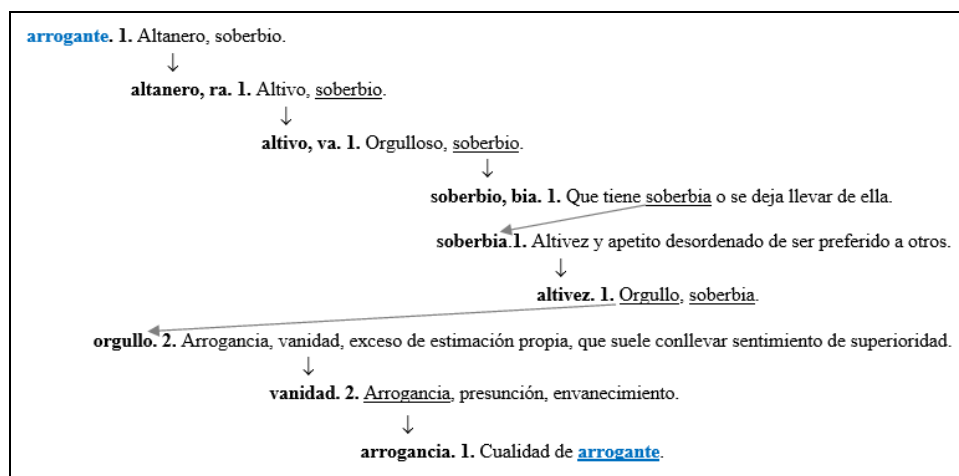 arrogante. 1. Altanero, soberbio.
↓
altanero, ra. 1. Altivo, soberbio.
↓
altivo, va. 1. Orgulloso, soberbio.
↓
soberbio, bia. 1. Que tiene soberbia o se deja llevar de ella.
soberbia.1. Altivez y apetito desordenado de ser preferido a otros.
↓
altivez. 1. Orgullo, soberbia.
orgullo. 2. Arrogancia, vanidad, exceso de estimación propia, que suele conllevar sentimiento de superioridad.
↓
vanidad. 2. Arrogancia, presunción, envanecimiento.
↓
arrogancia. 1. Cualidad de arrogante.